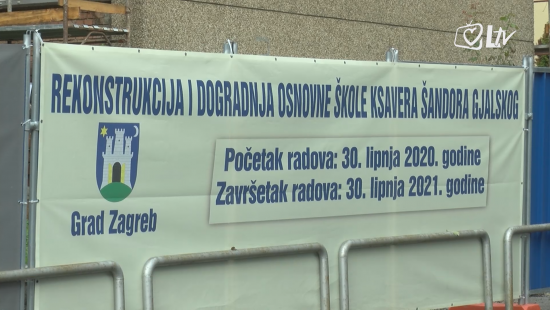 Ltv
REKONSTRUKCIJA I DOGRADNJA OSNOVNE ŠKOLE KSAVERA ŠANDORA GJALSKOG
Početak radova: 30. lipnja 2020. godine
Završetak radova: 30. lipnja 2021. godine
Grad Zagreb